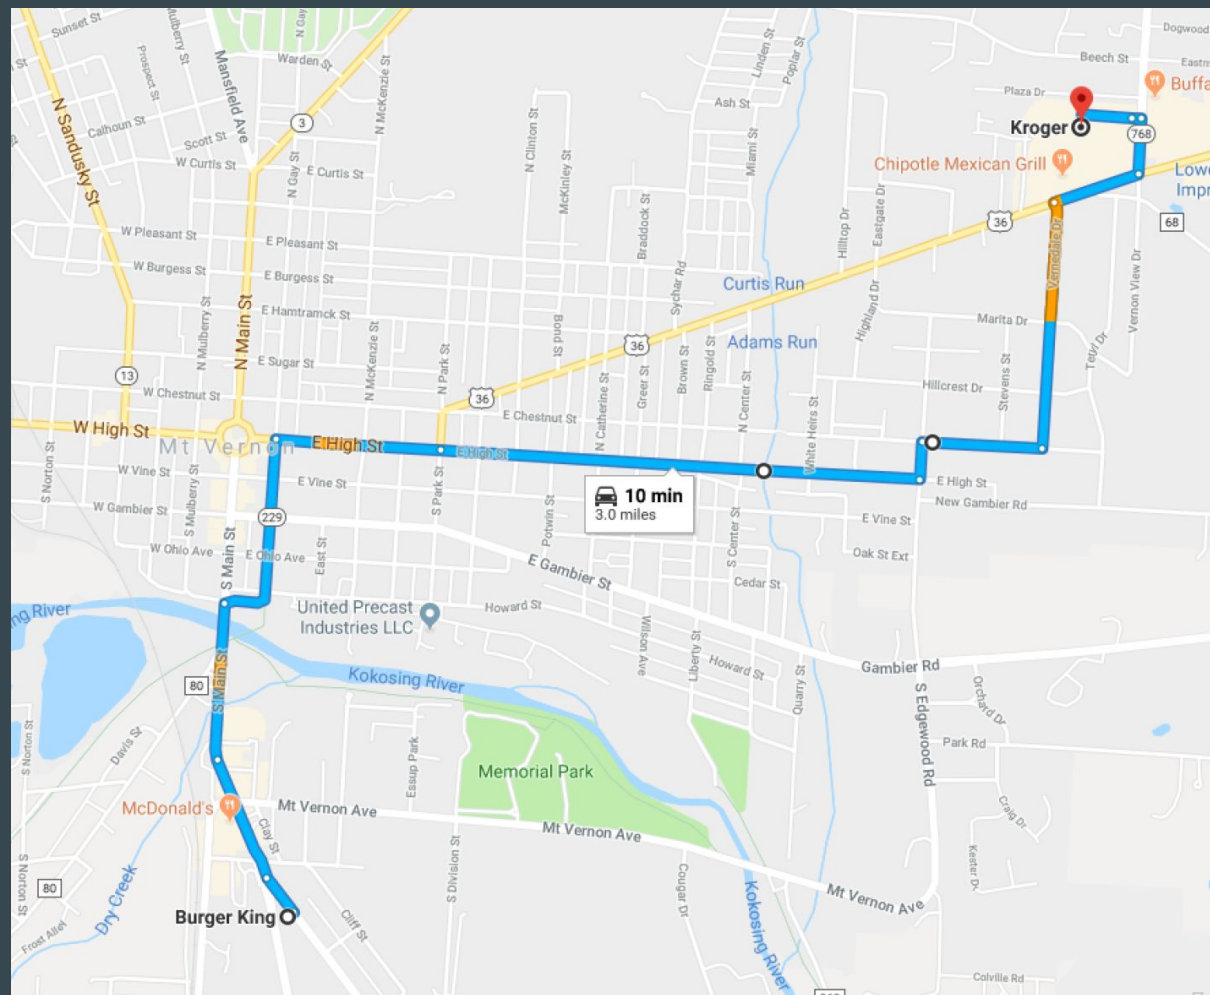 Sunset St
Mulberry St
N Gay St
Dogwood
Linden St
Poplar St
Prospect St
Mansfield Ave
Warden St
N McKenzie St
Beech St
Eastm
Plaza Dr
Buffa
N Sandusky St
Calhoun St
Scott St
3
N Clinton St
Ash St
Miami St
Kroger
768
W Curtis St
N Gay St
E Curtis St
McKinley St
Chipotle Mexican Grill
Lowe
Impr
Braddock St
Hilltop Dr
Eastgate Dr
36
68
W Pleasant St
E Pleasant St
Vernedale Dr
W Burgess St
E Burgess St
Sychar Rd
Curtis Run
Vernon View Dr
N Main St
E Hamtramck St
N Mulberry St
Bond St
Highland Dr
Marita Dr
N McKenzie St
36
Adams Run
Tetyl Dr
E Sugar St
N Park St
Greer St
Brown St
Ringold St
13
W Chestnut St
36
E Chestnut St
N Catherine St
N Center St
White Heirs St
Hillcrest Dr
Stevens St
W High St
Mt Vernon
E High St
E High St
S Norton St
W Vine St
S Mulberry St
E Vine St
S Park St
10 min
3.0 miles
E High St
New Gambier Rd
W Gambier St
229
Potwin St
S Center St
E Vine St
W Ohio Ave
S Main St
E Ohio Ave
East St
E Gambier St
Oak St Ext
Cedar St
ng River
United Precast
Industries LLC
Howard St
Wilson Ave
Liberty St
Howard St
Gambier Rd
Kokosing River
80
S Main St
Quarry St
S Edgewood Rd
Orchard Dr
S Norton St
Davis St
Essup Park
Memorial Park
Park Rd
McDonald's
Mt Vernon Ave
Mt Vernon Ave
Clay St
Craig Dr
S Norton St
80
Dry Creek
S Division St
Cougar Dr
Kokosing River
Mt Vernon Ave
Kester Dr
Burger King
Cliff St
Frost Alley
Colville Rd